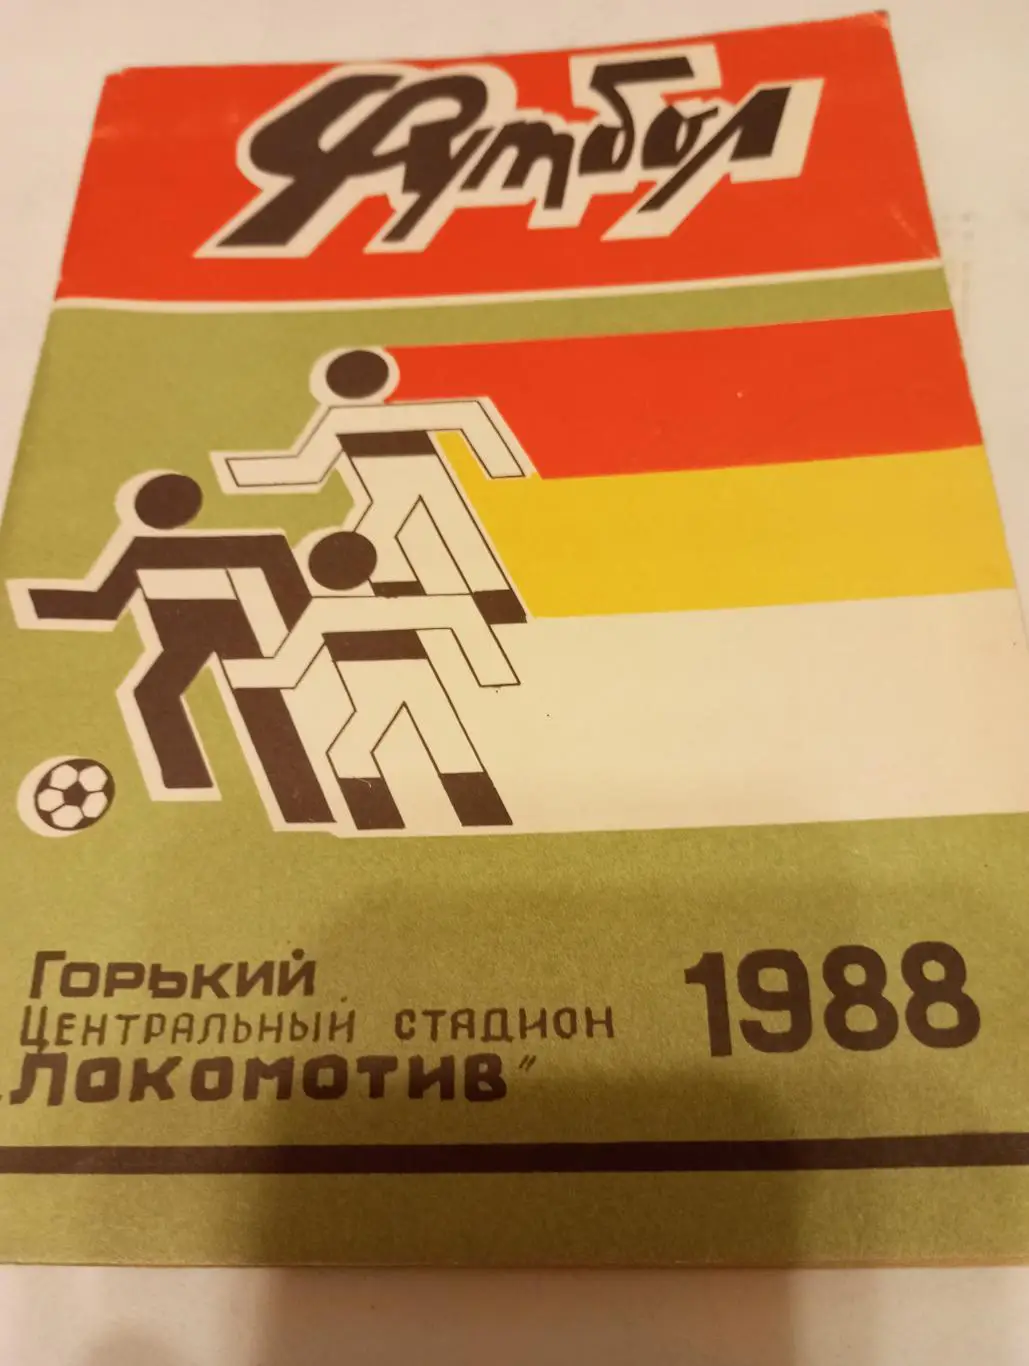 Футбол
Горький
Центральный стадион
„Локомотив"
1988